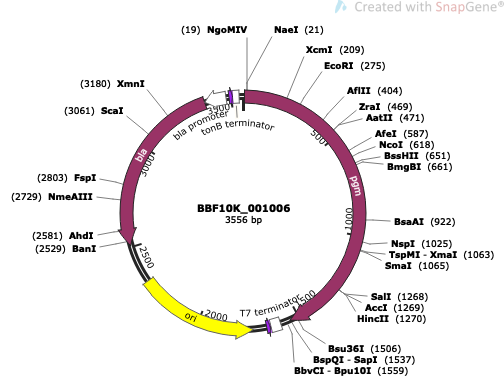 Created with SnapGene®
(19) NgoMIV
NaeI (21)
XcmI (209)
EcoRI (275)
AflII (404)
ZraI (469)
AatII (471)
AfeI (587)
NcoI (618)
BssHII (651)
BmgBI (661)
BsaAI (922)
NspI (1025)
TspMI - XmaI (1063)
SmaI (1065)
SalI (1268)
AccI (1269)
HincII (1270)
Bsu36I (1506)
BspQI - SapI (1537)
BbvCI - Bpu10I (1559)
(2529) BanI
(2581) AhdI
(2729) NmeAIII
(2803) FspI
(3061) ScaI
(3180) XmnI
bla promoter
tonB terminator
T7 terminator
bla
pgm
ori
500
1000
1500
2000
2500
3000
3500
BBF10K_001006
3556 bp